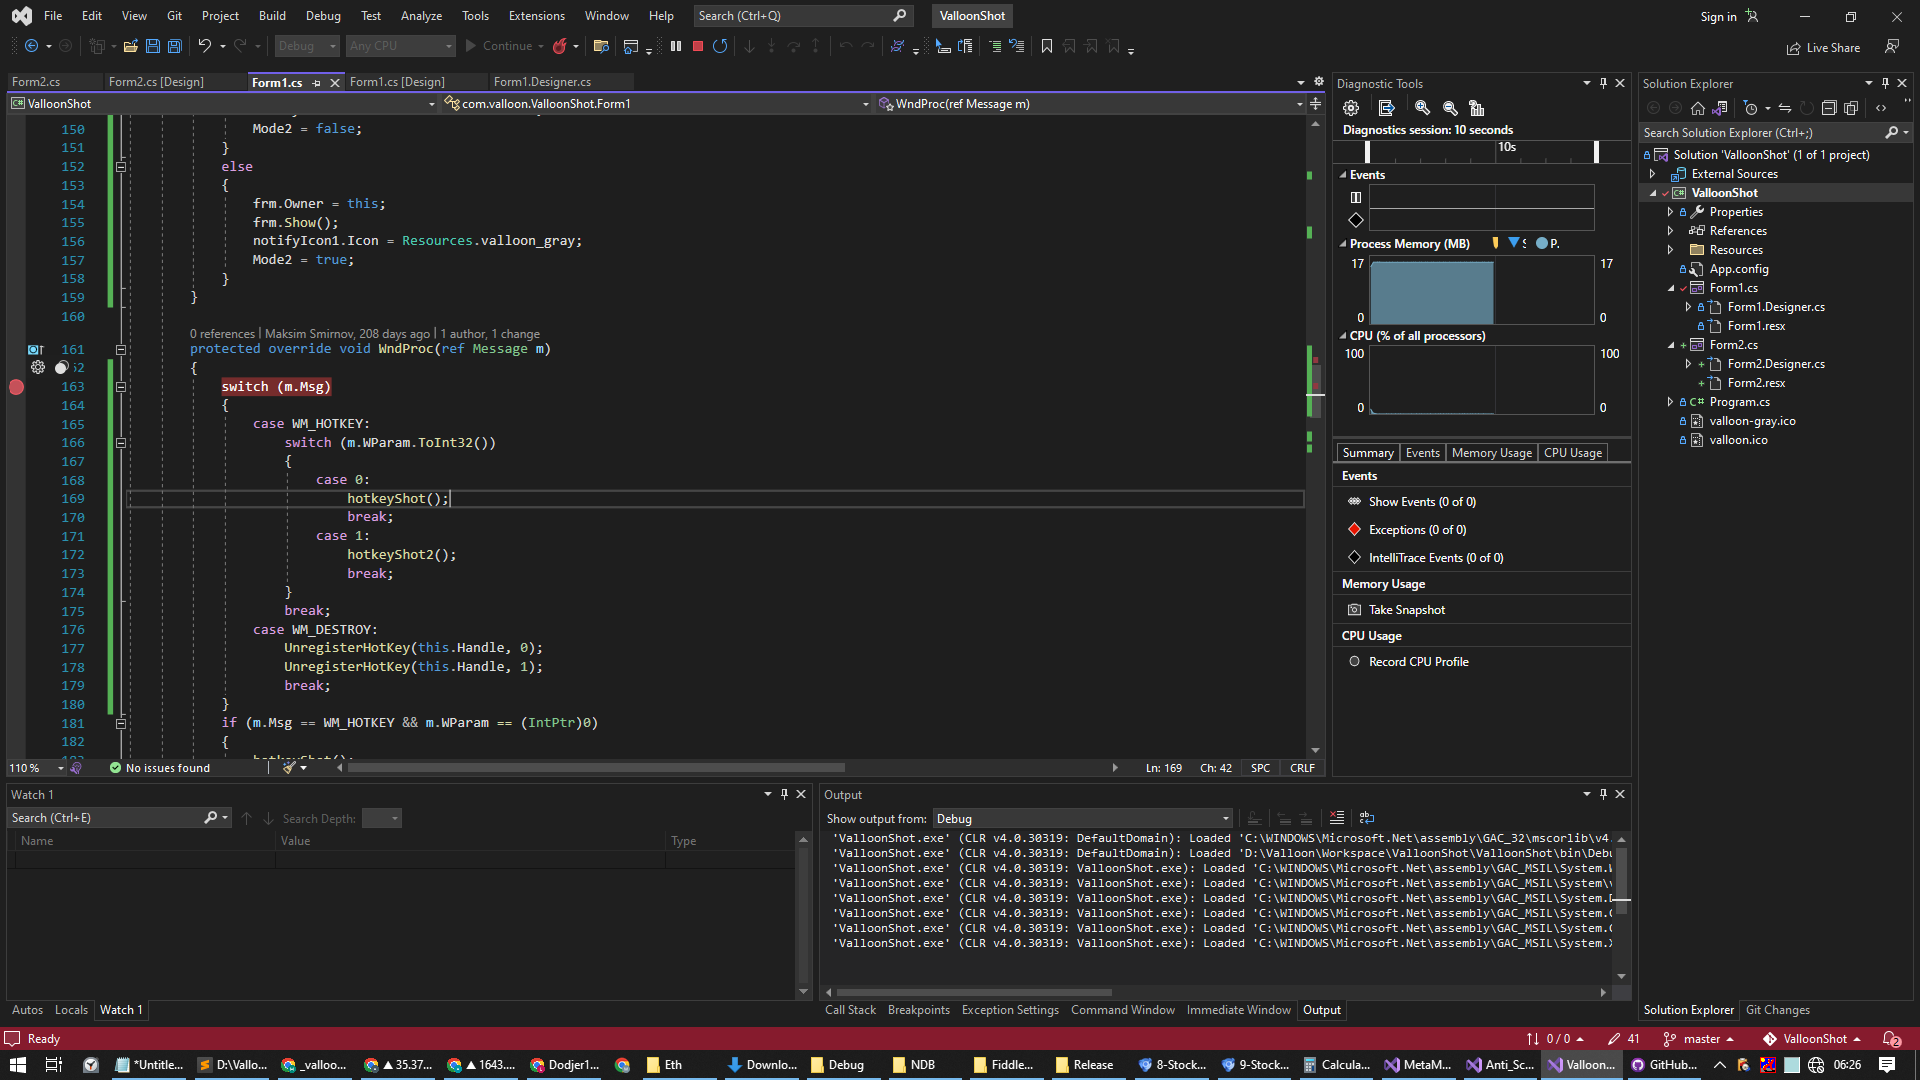 File Edit View Git Project Build Debug Test Analyze Tools Extensions Window Help Search (Ctrl+Q) ValloonShot Sign in
Debug Any CPU Continue Live Share
Form2.cs Form2.cs [Design] Form1.cs Form1.cs [Design] Form1.Designer.cs
ValloonShot com.valloon.ValloonShot.Form1 WndProc(ref Message m)
150 Mode2 = false;
151 }
152 else
153 {
154 frm.Owner = this;
155 frm.Show();
156 notifyIcon1.Icon = Resources.valloon_gray;
157 Mode2 = true;
158 }
159 }
160
0 references | Maksim Smirnov, 208 days ago | 1 author, 1 change
161 protected override void WndProc(ref Message m)
62 {
163 switch (m.Msg)
164 {
165 case WM_HOTKEY:
166 switch (m.WParam.ToInt32())
167 {
168 case 0:
169 hotkeyShot();
170 break;
171 case 1:
172 hotkeyShot2();
173 break;
174 }
175 break;
176 case WM_DESTROY:
177 UnregisterHotKey(this.Handle, 0);
178 UnregisterHotKey(this.Handle, 1);
179 break;
180 }
181 if (m.Msg == WM_HOTKEY && m.WParam == (IntPtr)0)
182 {
110 % No issues found Ln: 169 Ch: 42 SPC CRLF
Diagnostic Tools
Diagnostics session: 10 seconds
10s
Events
Process Memory (MB) S P.
17 17
0 0
CPU (% of all processors)
100 100
0 0
Summary Events Memory Usage CPU Usage
Events
Show Events (0 of 0)
Exceptions (0 of 0)
IntelliTrace Events (0 of 0)
Memory Usage
Take Snapshot
CPU Usage
Record CPU Profile
Solution Explorer
Search Solution Explorer (Ctrl+;)
Solution 'ValloonShot' (1 of 1 project)
External Sources
ValloonShot
Properties
References
Resources
App.config
Form1.cs
Form1.Designer.cs
Form1.resx
Form2.cs
Form2.Designer.cs
Form2.resx
Program.cs
valloon-gray.ico
valloon.ico
Watch 1
Search (Ctrl+E) Search Depth:
Name Value Type
Autos Locals Watch 1
Output
Show output from: Debug
'ValloonShot.exe' (CLR v4.0.30319: DefaultDomain): Loaded 'C:\WINDOWS\Microsoft.Net\assembly\GAC_32\mscorlib\v4.
'ValloonShot.exe' (CLR v4.0.30319: DefaultDomain): Loaded 'D:\Valloon\Workspace\ValloonShot\ValloonShot\bin\Debu
'ValloonShot.exe' (CLR v4.0.30319: ValloonShot.exe): Loaded 'C:\WINDOWS\Microsoft.Net\assembly\GAC_MSIL\System.W
'ValloonShot.exe' (CLR v4.0.30319: ValloonShot.exe): Loaded 'C:\WINDOWS\Microsoft.Net\assembly\GAC_MSIL\System\v
'ValloonShot.exe' (CLR v4.0.30319: ValloonShot.exe): Loaded 'C:\WINDOWS\Microsoft.Net\assembly\GAC_MSIL\System.D
'ValloonShot.exe' (CLR v4.0.30319: ValloonShot.exe): Loaded 'C:\WINDOWS\Microsoft.Net\assembly\GAC_MSIL\System.C
'ValloonShot.exe' (CLR v4.0.30319: ValloonShot.exe): Loaded 'C:\WINDOWS\Microsoft.Net\assembly\GAC_MSIL\System.C
'ValloonShot.exe' (CLR v4.0.30319: ValloonShot.exe): Loaded 'C:\WINDOWS\Microsoft.Net\assembly\GAC_MSIL\System.X
Call Stack Breakpoints Exception Settings Command Window Immediate Window Output
Solution Explorer Git Changes
Ready 0 / 0 41 master ValloonShot 2
*Untitle... D:\Vallo... _valloo... ▲ 35.37... ▲ 1643.... Dodjer1... Eth Downlo... Debug NDB Fiddle... Release 8-Stock... 9-Stock... Calcula... MetaM... Anti_Sc... Valloon... GitHub... 06:26